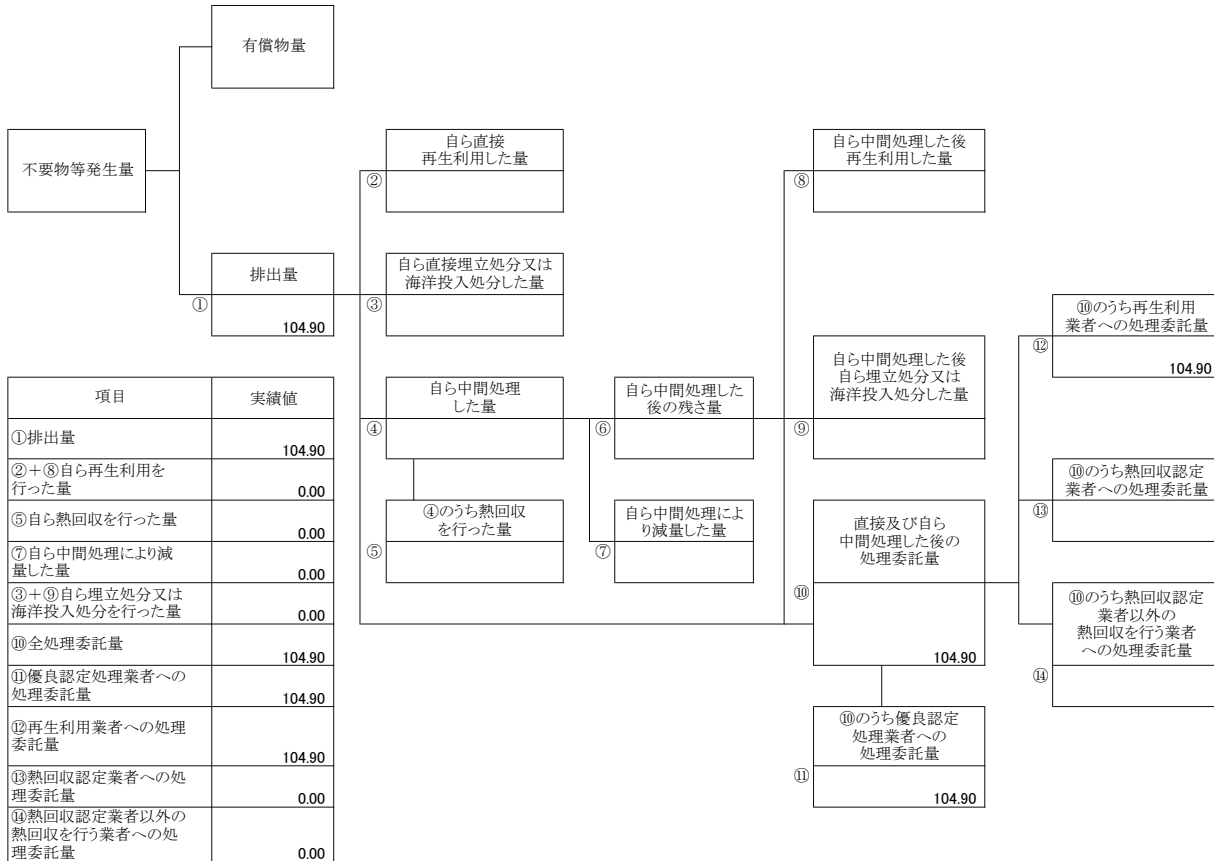 有償物量
不要物等発生量
自ら直接
再生利用した量
②
自ら中間処理した後
再生利用した量
⑧
排出量
①
104.90
自ら直接埋立処分又は
海洋投入処分した量
③
⑩のうち再生利用
業者への処理委託量
⑫
104.90
自ら中間処理
した量
④
自ら中間処理した
後の残さ量
⑥
自ら中間処理した後
自ら埋立処分又は
海洋投入処分した量
⑨
⑩のうち熱回収認定
業者への処理委託量
⑬
④のうち熱回収
を行った量
⑤
自ら中間処理によ
り減量した量
⑦
直接及び自ら
中間処理した後の
処理委託量
⑩
104.90
⑩のうち熱回収認定
業者以外の
熱回収を行う業者
への処理委託量
⑭
⑩のうち優良認定
処理業者への
処理委託量
⑪
104.90
項目 実績値
①排出量 104.90
②+⑧自ら再生利用を
行った量 0.00
⑤自ら熱回収を行った量 0.00
⑦自ら中間処理により減
量した量 0.00
③+⑨自ら埋立処分又は
海洋投入処分を行った量 0.00
⑩全処理委託量 104.90
⑪優良認定処理業者への
処理委託量 104.90
⑫再生利用業者への処理
委託量 104.90
⑬熱回収認定業者への処
理委託量 0.00
⑭熱回収認定業者以外の
熱回収を行う業者への処
理委託量 0.00